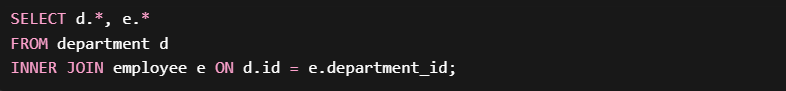 SELECT d.*, e.*
FROM department d
INNER JOIN employee e ON d.id = e.department_id;